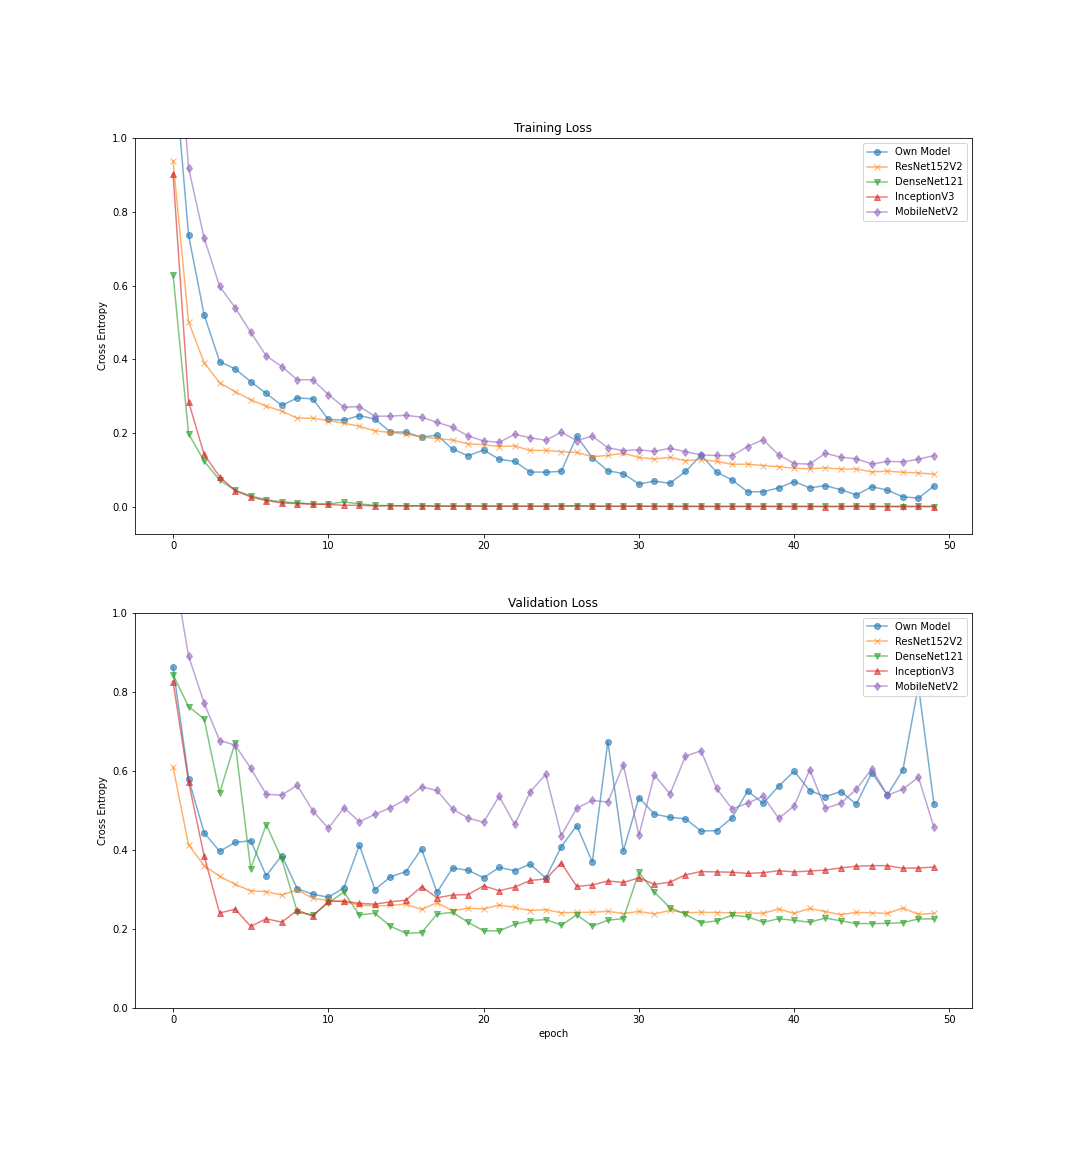 Training Loss
1.0
0.8
0.6
0.4
0.2
0.0
Cross Entropy
0 10 20 30 40 50
Own Model
ResNet152V2
DenseNet121
InceptionV3
MobileNetV2
Validation Loss
1.0
0.8
0.6
0.4
0.2
0.0
Cross Entropy
0 10 20 30 40 50
epoch
Own Model
ResNet152V2
DenseNet121
InceptionV3
MobileNetV2